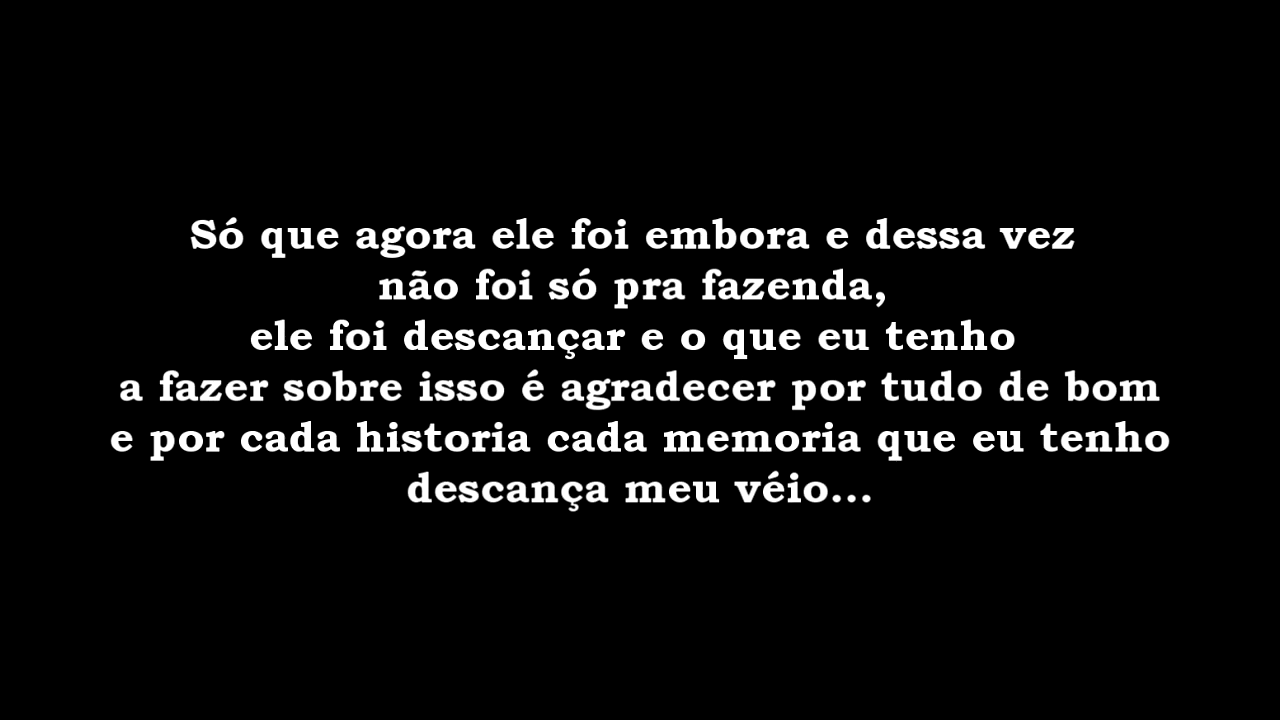 Só que agora ele foi embora e dessa vez
não foi só pra fazenda,
ele foi descançar e o que eu tenho
a fazer sobre isso é agradecer por tudo de bom
e por cada historia cada memoria que eu tenho
descança meu véio...